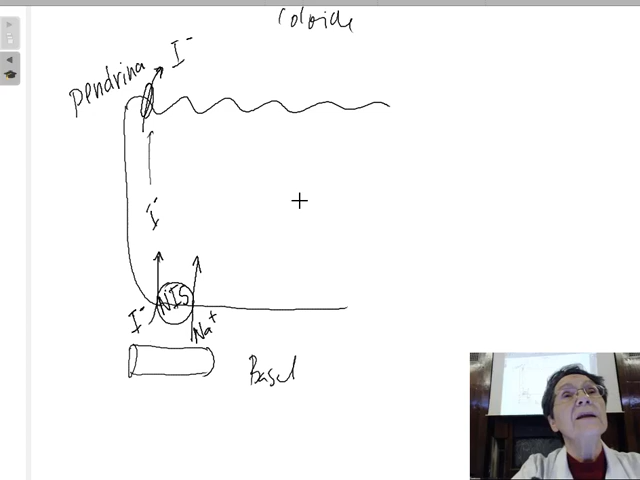 Coloide
I⁻
Pendrina
I⁻
NIS
I⁻
Na⁺
Basal